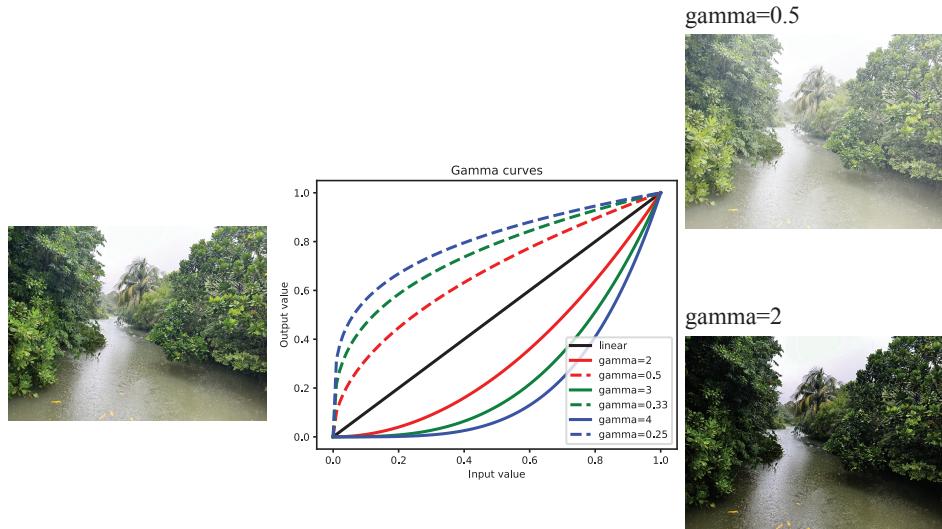 gamma=0.5
Gamma curves
1.0
0.8
0.6
0.4
0.2
0.0
Output value
0.0 0.2 0.4 0.6 0.8 1.0
Input value
linear
gamma=2
gamma=0.5
gamma=3
gamma=0.33
gamma=4
gamma=0.25
gamma=2